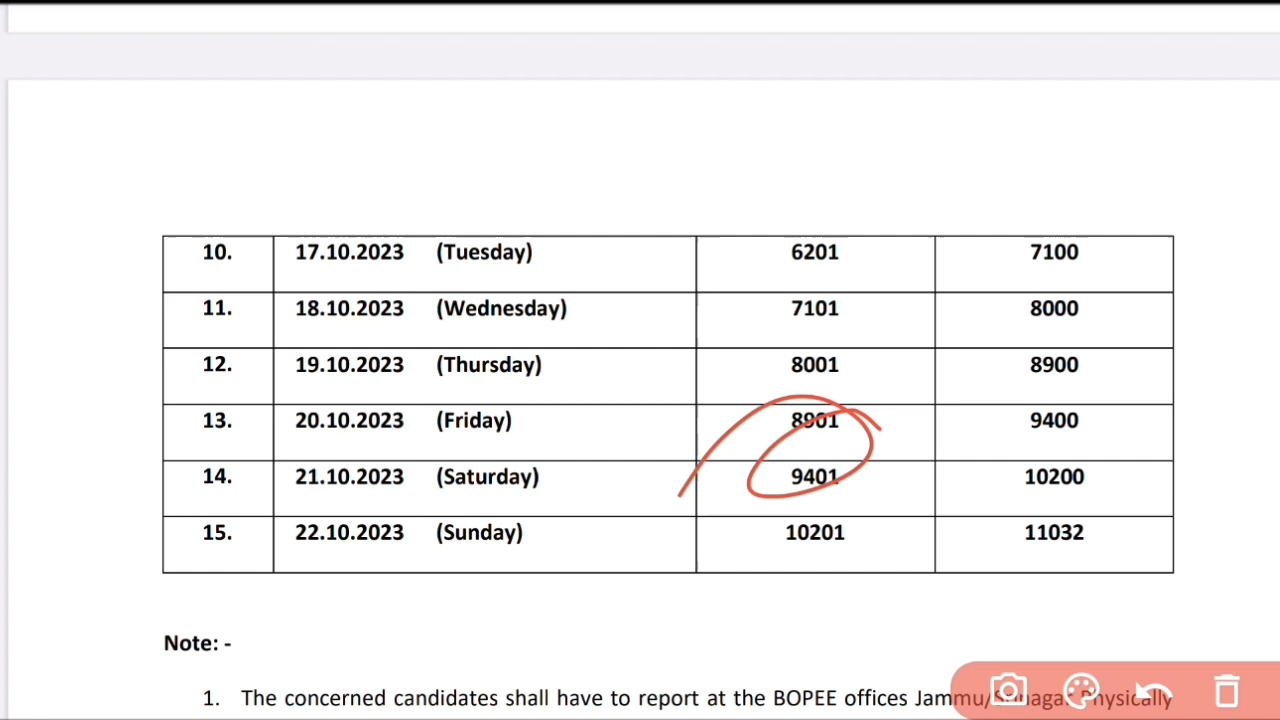 10. 17.10.2023 (Tuesday) 6201 7100
11. 18.10.2023 (Wednesday) 7101 8000
12. 19.10.2023 (Thursday) 8001 8900
13. 20.10.2023 (Friday) 8901 9400
14. 21.10.2023 (Saturday) 9401 10200
15. 22.10.2023 (Sunday) 10201 11032
Note: -
1. The concerned candidates shall have to report at the BOPEE offices Jammu/Srinagar Physically